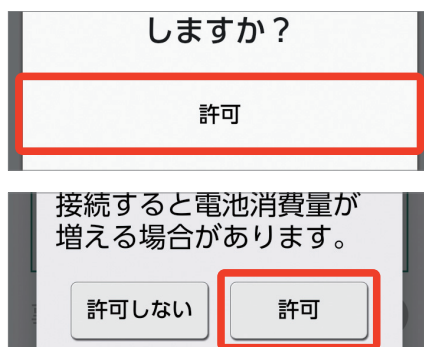 しますか？
許可
接続すると電池消費量が
増える場合があります。
許可しない 許可